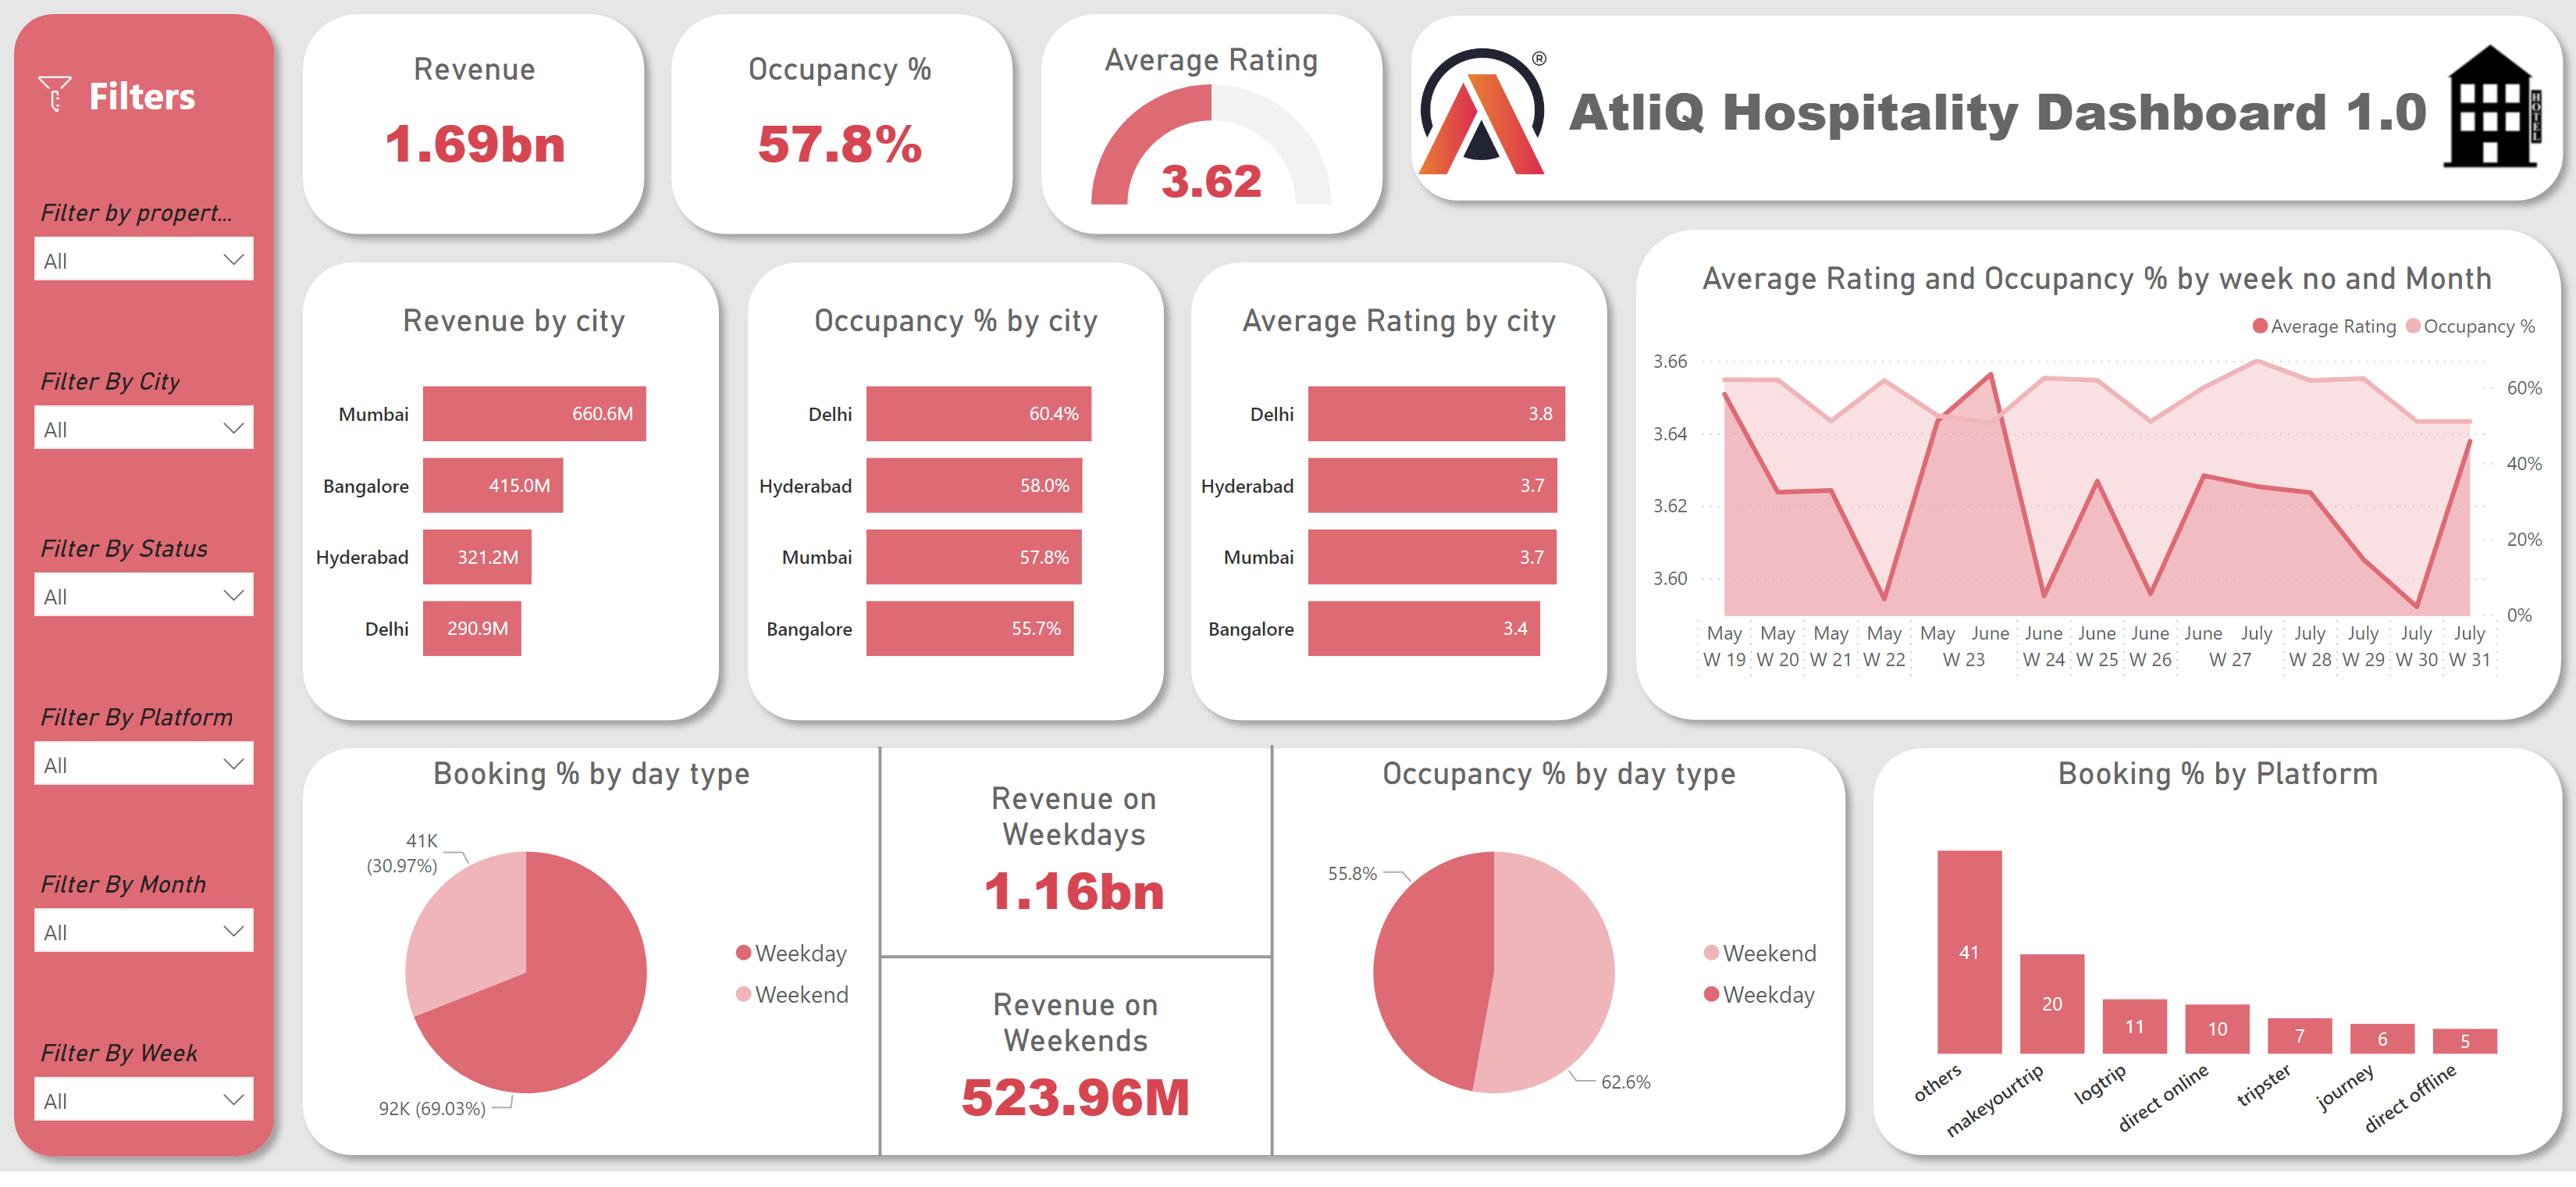 Filters
Filter by propert...
All
Filter By City
All
Filter By Status
All
Filter By Platform
All
Filter By Month
All
Filter By Week
All
Revenue
1.69bn
Occupancy %
57.8%
Average Rating
3.62
®
AtliQ Hospitality Dashboard 1.0
HOTEL
Revenue by city
Mumbai 660.6M
Bangalore 415.0M
Hyderabad 321.2M
Delhi 290.9M
Occupancy % by city
Delhi 60.4%
Hyderabad 58.0%
Mumbai 57.8%
Bangalore 55.7%
Average Rating by city
Delhi 3.8
Hyderabad 3.7
Mumbai 3.7
Bangalore 3.4
Average Rating and Occupancy % by week no and Month
Average Rating Occupancy %
3.66
3.64
3.62
3.60
60%
40%
20%
0%
May May May May May June June June June June July July July July July
W 19 W 20 W 21 W 22 W 23 W 24 W 25 W 26 W 27 W 28 W 29 W 30 W 31
Booking % by day type
41K
(30.97%)
92K (69.03%)
Weekday
Weekend
Revenue on
Weekdays
1.16bn
Revenue on
Weekends
523.96M
Occupancy % by day type
55.8%
62.6%
Weekend
Weekday
Booking % by Platform
41 20 11 10 7 6 5
others makeyourtrip logtrip direct online tripster journey direct offline